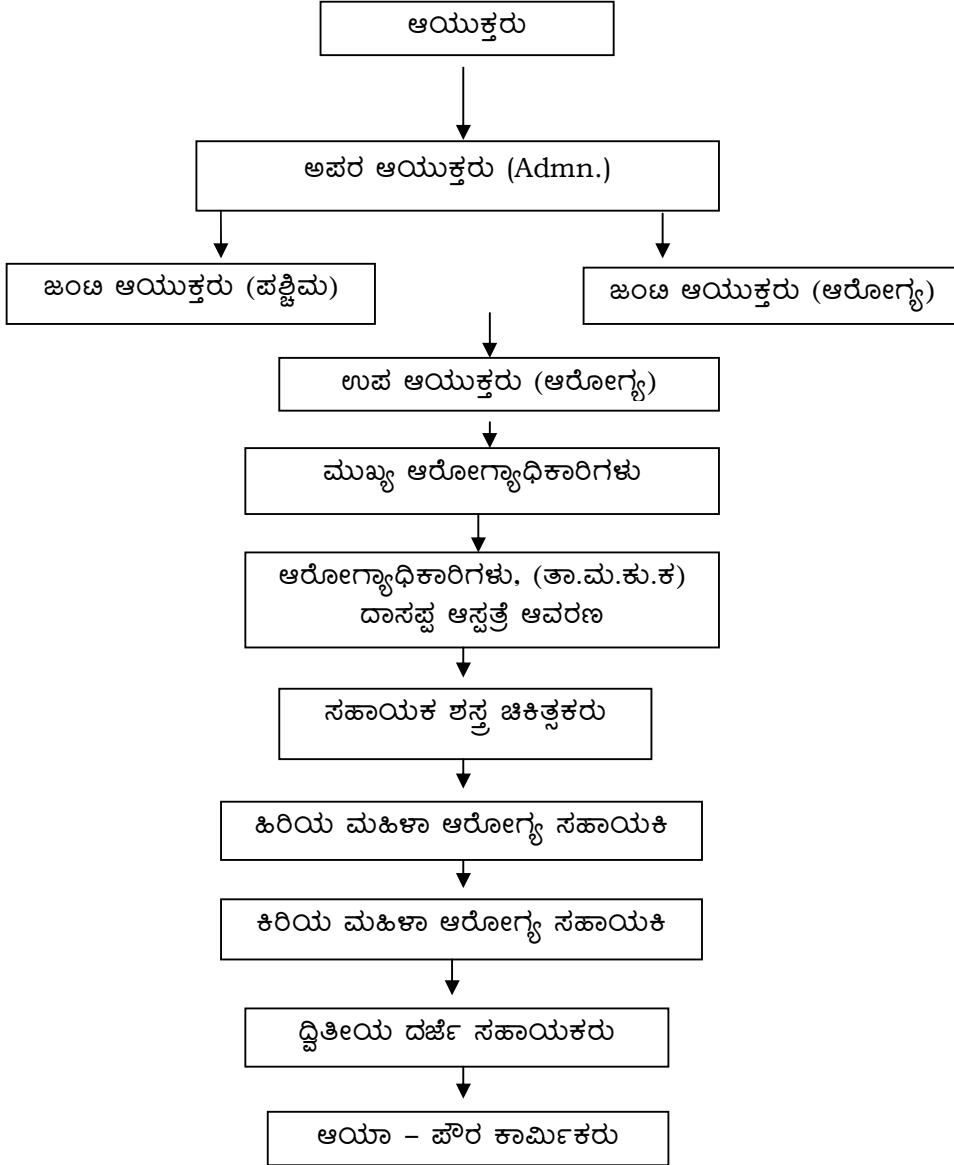 ಆಯುಕ್ತರು
ಅಪರ ಆಯುಕ್ತರು (Admn.)
ಜಂಟಿ ಆಯುಕ್ತರು (ಪಶ್ಚಿಮ)
ಜಂಟಿ ಆಯುಕ್ತರು (ಆರೋಗ್ಯ)
ಉಪ ಆಯುಕ್ತರು (ಆರೋಗ್ಯ)
ಮುಖ್ಯ ಆರೋಗ್ಯಾಧಿಕಾರಿಗಳು
ಆರೋಗ್ಯಾಧಿಕಾರಿಗಳು, (ತಾ.ಮ.ಕು.ಕ)
ದಾಸಪ್ಪ ಆಸ್ಪತ್ರೆ ಆವರಣ
ಸಹಾಯಕ ಶಸ್ತ್ರ ಚಿಕಿತ್ಸಕರು
ಹಿರಿಯ ಮಹಿಳಾ ಆರೋಗ್ಯ ಸಹಾಯಕಿ
ಕಿರಿಯ ಮಹಿಳಾ ಆರೋಗ್ಯ ಸಹಾಯಕಿ
ದ್ವಿತೀಯ ದರ್ಜೆ ಸಹಾಯಕರು
ಆಯಾ – ಪೌರ ಕಾರ್ಮಿಕರು